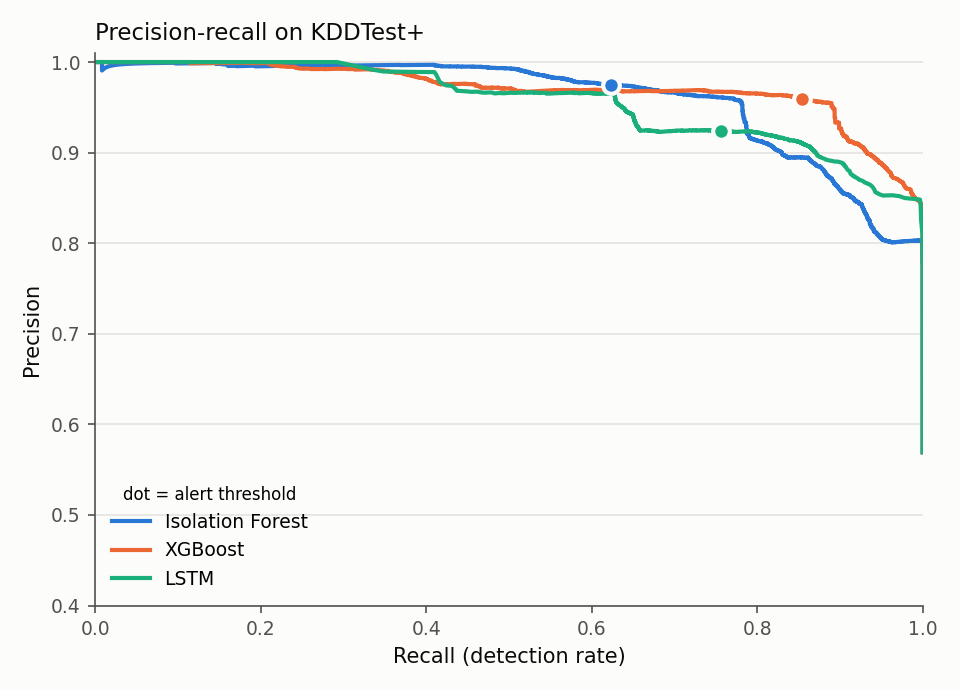 Precision-recall on KDDTest+
1.0
0.9
0.8
0.7
0.6
0.5
0.4
Precision
dot = alert threshold
Isolation Forest
XGBoost
LSTM
0.0 0.2 0.4 0.6 0.8 1.0
Recall (detection rate)